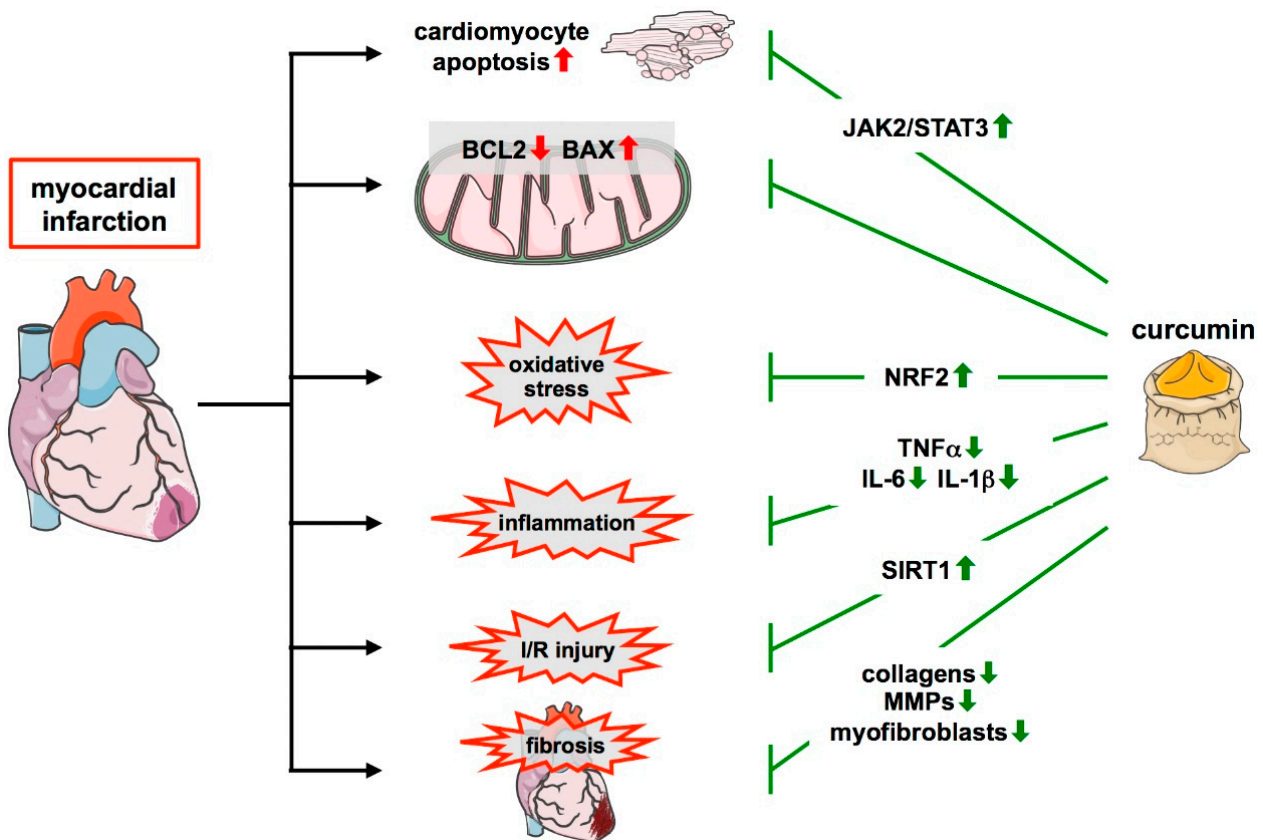 myocardial
infarction
cardiomyocyte
apoptosis
BCL2 BAX
oxidative
stress
inflammation
I/R injury
fibrosis
JAK2/STAT3
NRF2
TNFα
IL-6 IL-1β
SIRT1
collagens
MMPs
myofibroblasts
curcumin